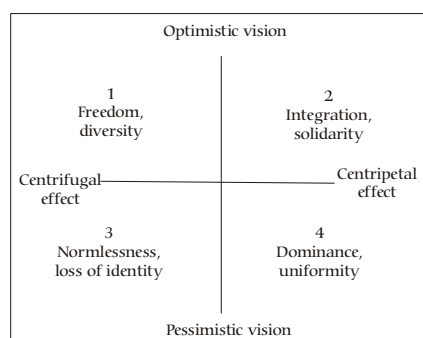 Optimistic vision
1
Freedom,
diversity
2
Integration,
solidarity
Centrifugal
effect
Centripetal
effect
3
Normlessness,
loss of identity
4
Dominance,
uniformity
Pessimistic vision